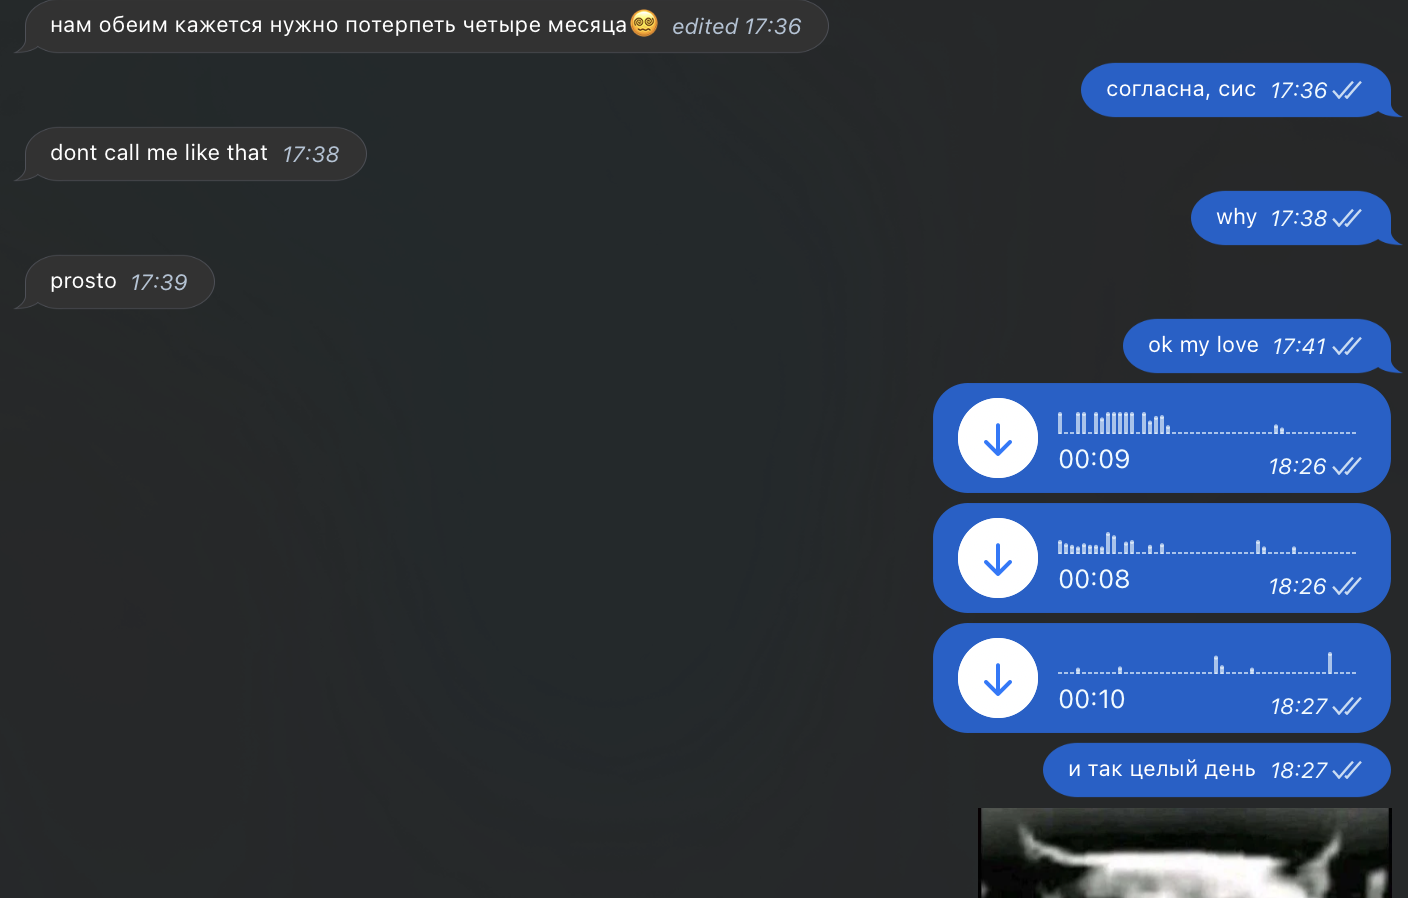 нам обеим кажется нужно потерпеть четыре месяца😵‍💫 edited 17:36
согласна, сис 17:36
dont call me like that 17:38
why 17:38
prosto 17:39
ok my love 17:41
00:09 18:26
00:08 18:26
00:10 18:27
и так целый день 18:27